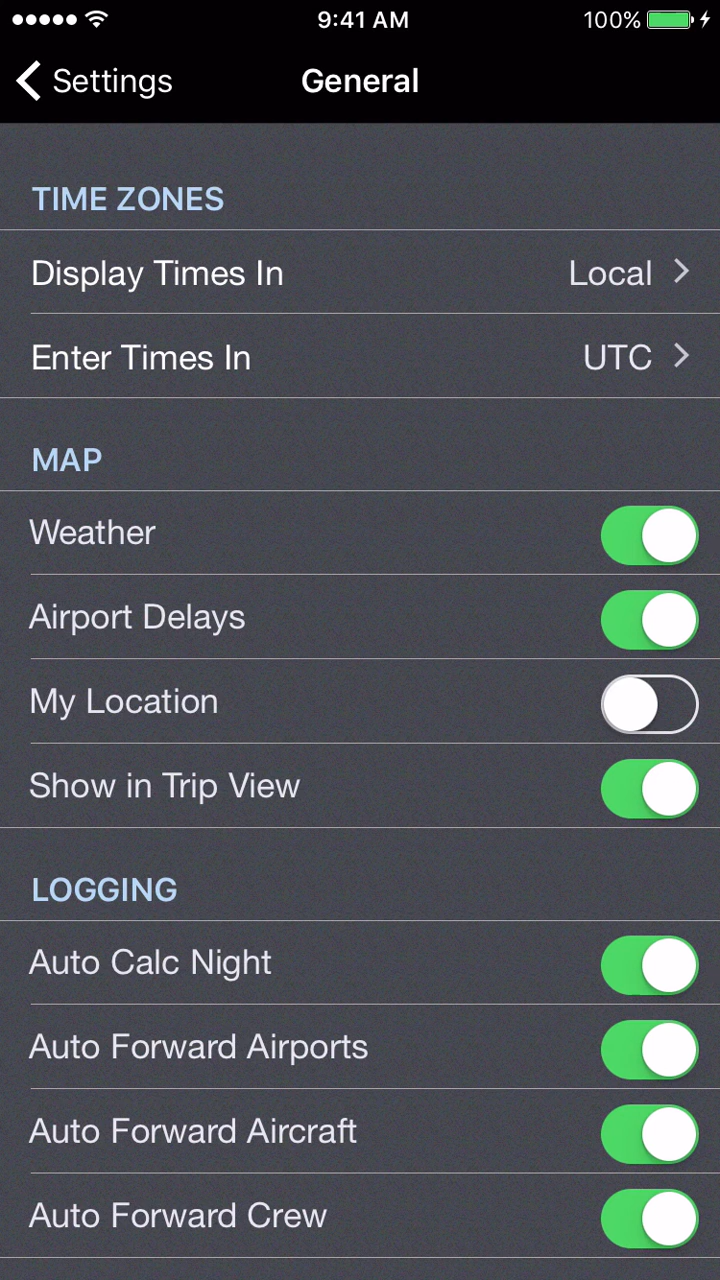 9:41 AM 100%
Settings General
TIME ZONES
Display Times In Local
Enter Times In UTC
MAP
Weather
Airport Delays
My Location
Show in Trip View
LOGGING
Auto Calc Night
Auto Forward Airports
Auto Forward Aircraft
Auto Forward Crew